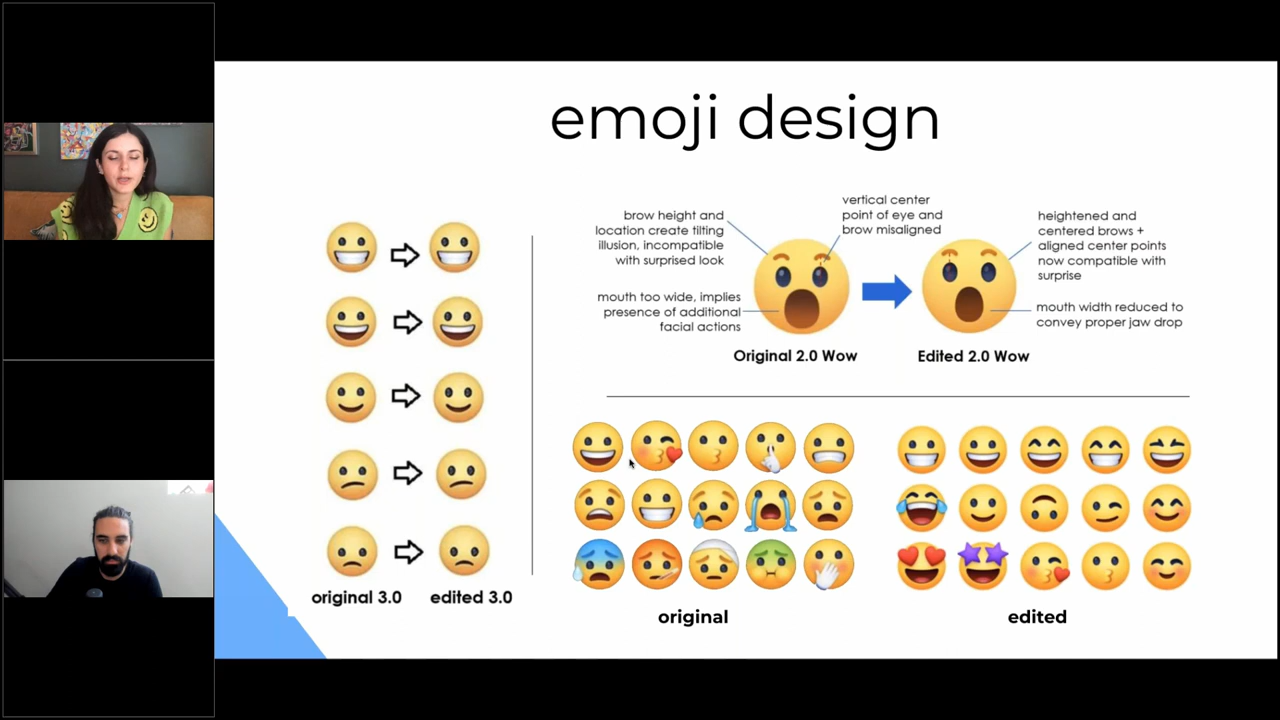 emoji design
brow height and
location create tilting
illusion, incompatible
with surprised look
mouth too wide, implies
presence of additional
facial actions
vertical center
point of eye and
brow misaligned
heightened and
centered brows +
aligned center points
now compatible with
surprise
mouth width reduced to
convey proper jaw drop
Original 2.0 Wow
Edited 2.0 Wow
original 3.0
edited 3.0
original
edited